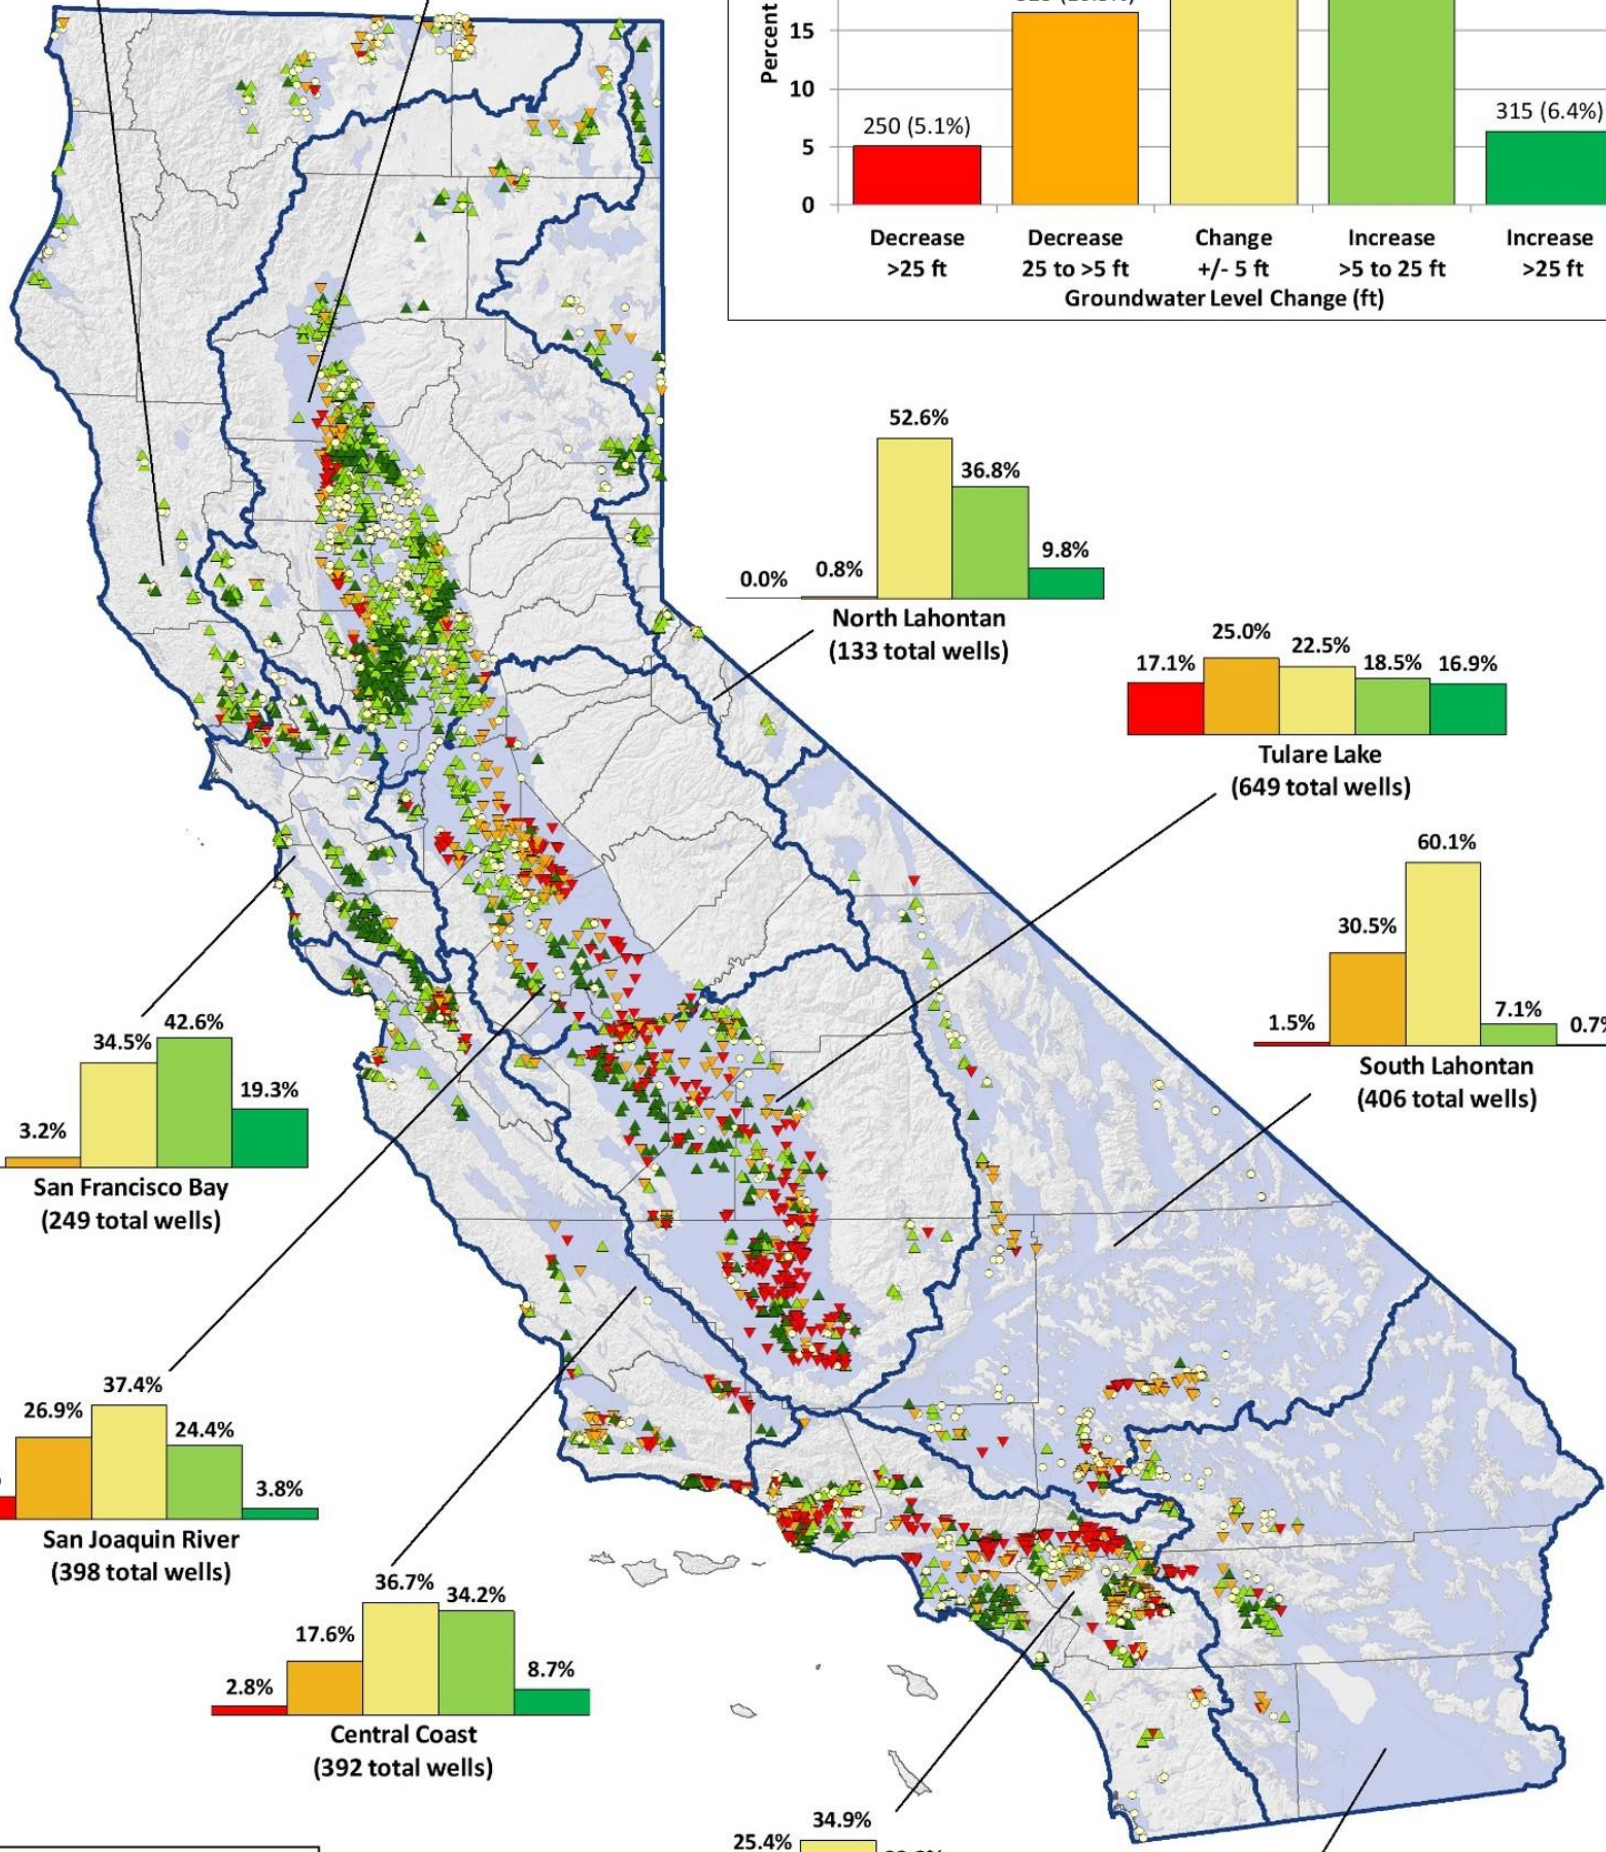 Percent
15
10
5
0
250 (5.1%)
315 (6.4%)
Decrease
>25 ft
Decrease
25 to >5 ft
Change
+/- 5 ft
Increase
>5 to 25 ft
Increase
>25 ft
Groundwater Level Change (ft)
0.0%
0.8%
52.6%
36.8%
9.8%
North Lahontan
(133 total wells)
17.1%
25.0%
22.5%
18.5%
16.9%
Tulare Lake
(649 total wells)
1.5%
30.5%
60.1%
7.1%
0.7%
South Lahontan
(406 total wells)
3.2%
34.5%
42.6%
19.3%
San Francisco Bay
(249 total wells)
26.9%
37.4%
24.4%
3.8%
San Joaquin River
(398 total wells)
2.8%
17.6%
36.7%
34.2%
8.7%
Central Coast
(392 total wells)
25.4%
34.9%